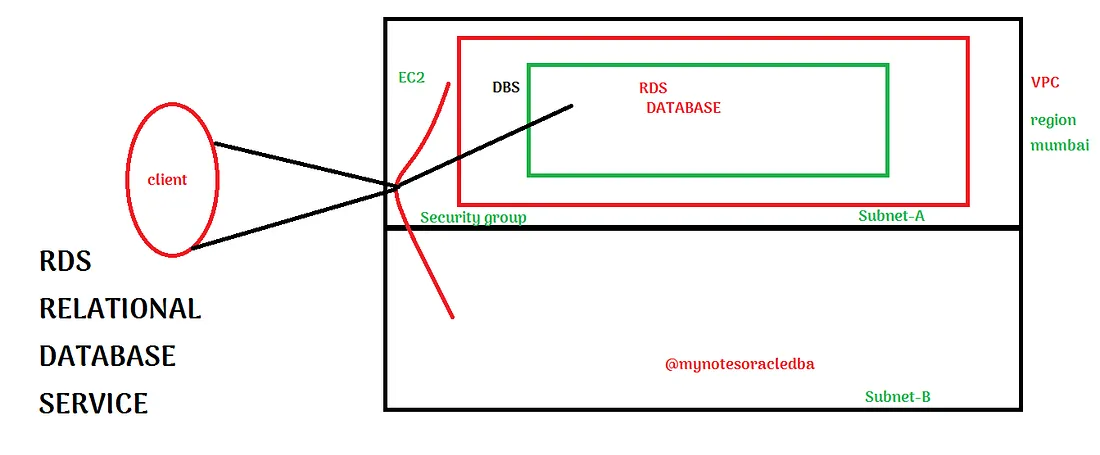 EC2
DBS
RDS
DATABASE
VPC
region
mumbai
client
Security group
Subnet-A
RDS
RELATIONAL
DATABASE
SERVICE
@mynotesoracledba
Subnet-B